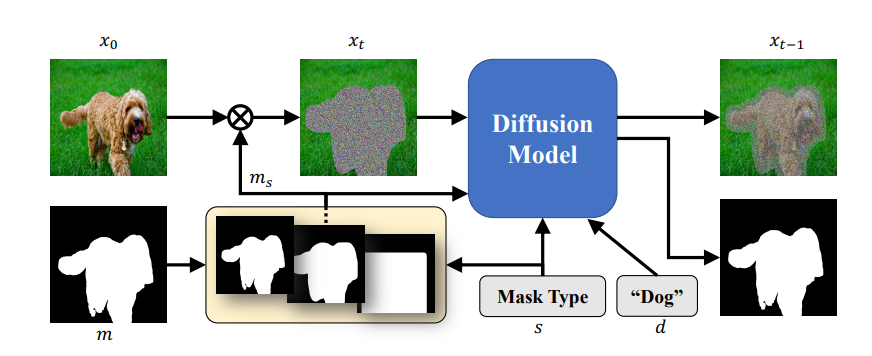 x₀
xₜ
xₜ₋₁
Diffusion
Model
mₛ
m
Mask Type
“Dog”
s
d